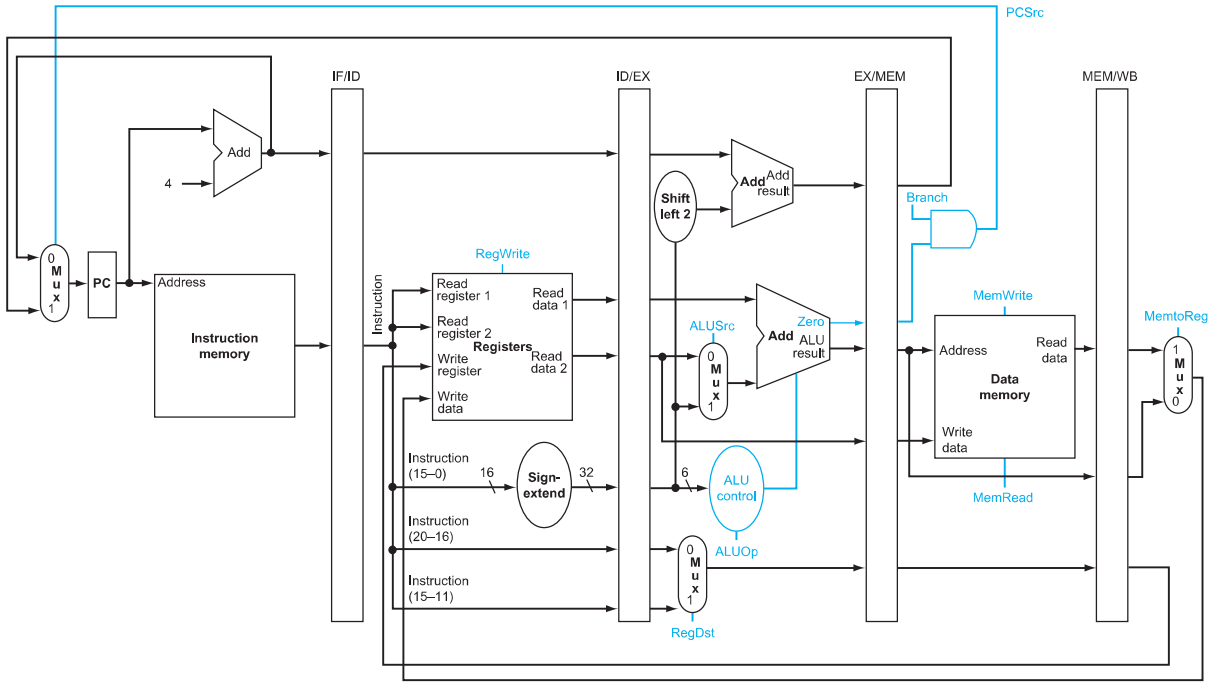 PCSrc
IF/ID
ID/EX
EX/MEM
MEM/WB
Add
4
Shift
left 2
Add
Add
result
Branch
0
M
u
x
1
PC
Address
Instruction
memory
Instruction
RegWrite
Read
register 1
Read
data 1
Read
register 2
Registers
Write
register
Read
data 2
Write
data
ALUSrc
0
M
u
x
1
Zero
Add
ALU
result
MemWrite
Address
Read
data
Data
memory
Write
data
MemRead
MemtoReg
1
M
u
x
0
Instruction
(15–0)
16
Sign-
extend
32
6
ALU
control
ALUOp
Instruction
(20–16)
Instruction
(15–11)
0
M
u
x
1
RegDst